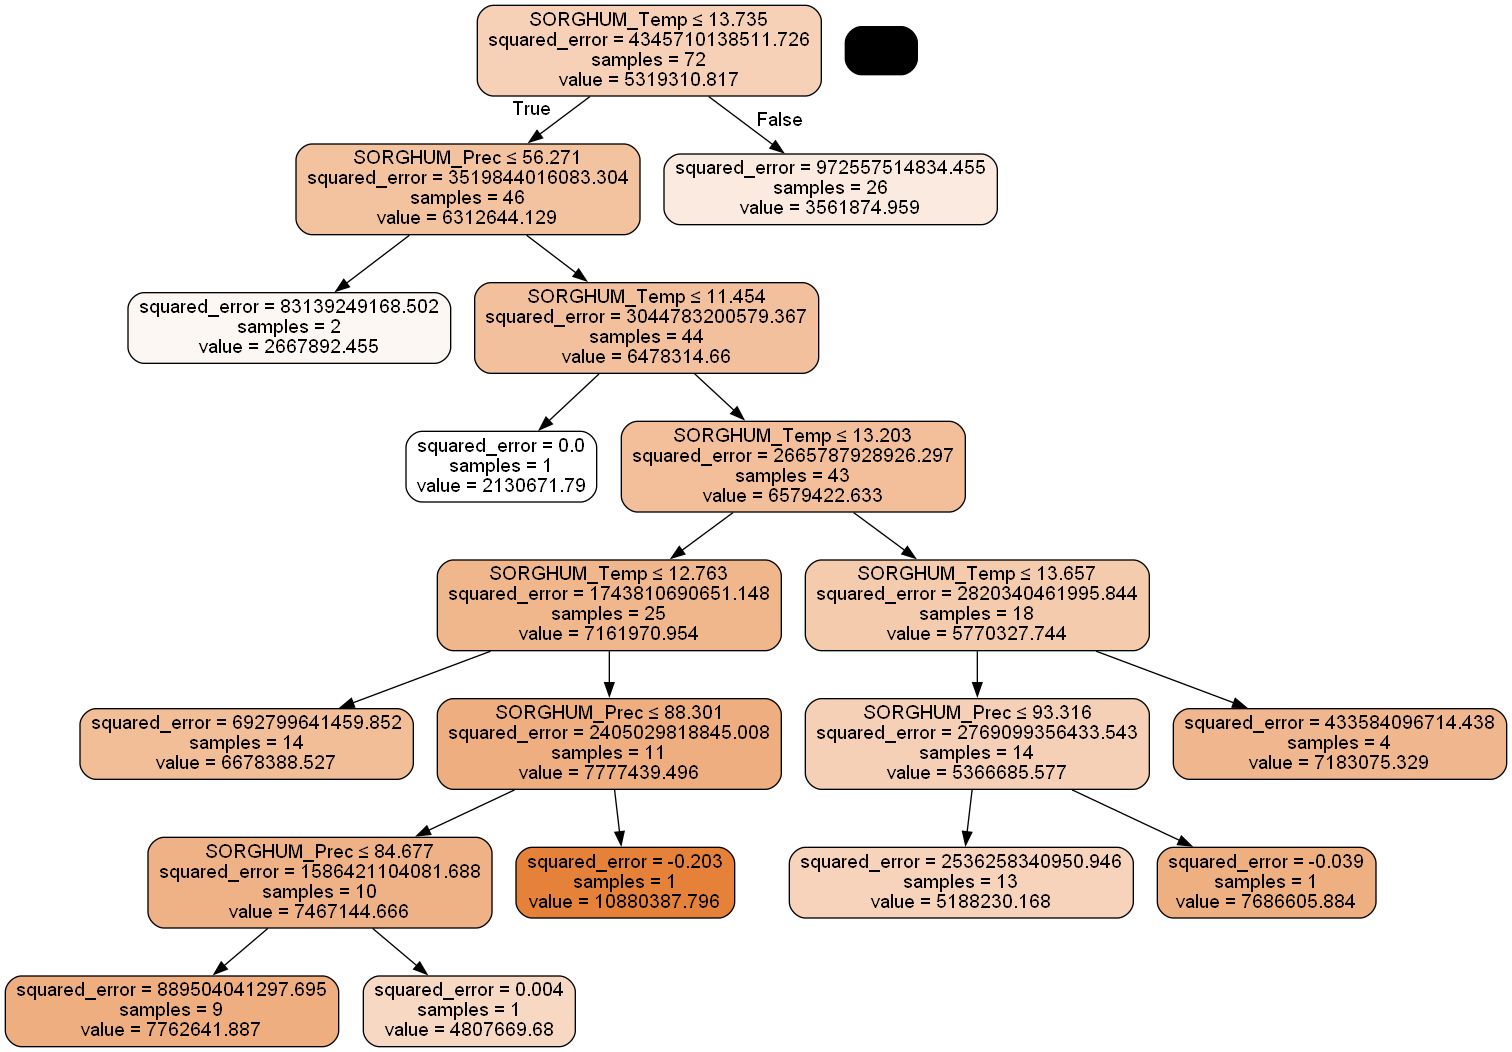 SORGHUM_Temp ≤ 13.735
squared_error = 4345710138511.726
samples = 72
value = 5319310.817
True
False
SORGHUM_Prec ≤ 56.271
squared_error = 3519844016083.304
samples = 46
value = 6312644.129
squared_error = 972557514834.455
samples = 26
value = 3561874.959
squared_error = 83139249168.502
samples = 2
value = 2667892.455
SORGHUM_Temp ≤ 11.454
squared_error = 3044783200579.367
samples = 44
value = 6478314.66
squared_error = 0.0
samples = 1
value = 2130671.79
SORGHUM_Temp ≤ 13.203
squared_error = 2665787928926.297
samples = 43
value = 6579422.633
SORGHUM_Temp ≤ 12.763
squared_error = 1743810690651.148
samples = 25
value = 7161970.954
SORGHUM_Temp ≤ 13.657
squared_error = 2820340461995.844
samples = 18
value = 5770327.744
squared_error = 692799641459.852
samples = 14
value = 6678388.527
SORGHUM_Prec ≤ 88.301
squared_error = 2405029818845.008
samples = 11
value = 7777439.496
SORGHUM_Prec ≤ 93.316
squared_error = 2769099356433.543
samples = 14
value = 5366685.577
squared_error = 433584096714.438
samples = 4
value = 7183075.329
SORGHUM_Prec ≤ 84.677
squared_error = 1586421104081.688
samples = 10
value = 7467144.666
squared_error = -0.203
samples = 1
value = 10880387.796
squared_error = 2536258340950.946
samples = 13
value = 5188230.168
squared_error = -0.039
samples = 1
value = 7686605.884
squared_error = 889504041297.695
samples = 9
value = 7762641.887
squared_error = 0.004
samples = 1
value = 4807669.68